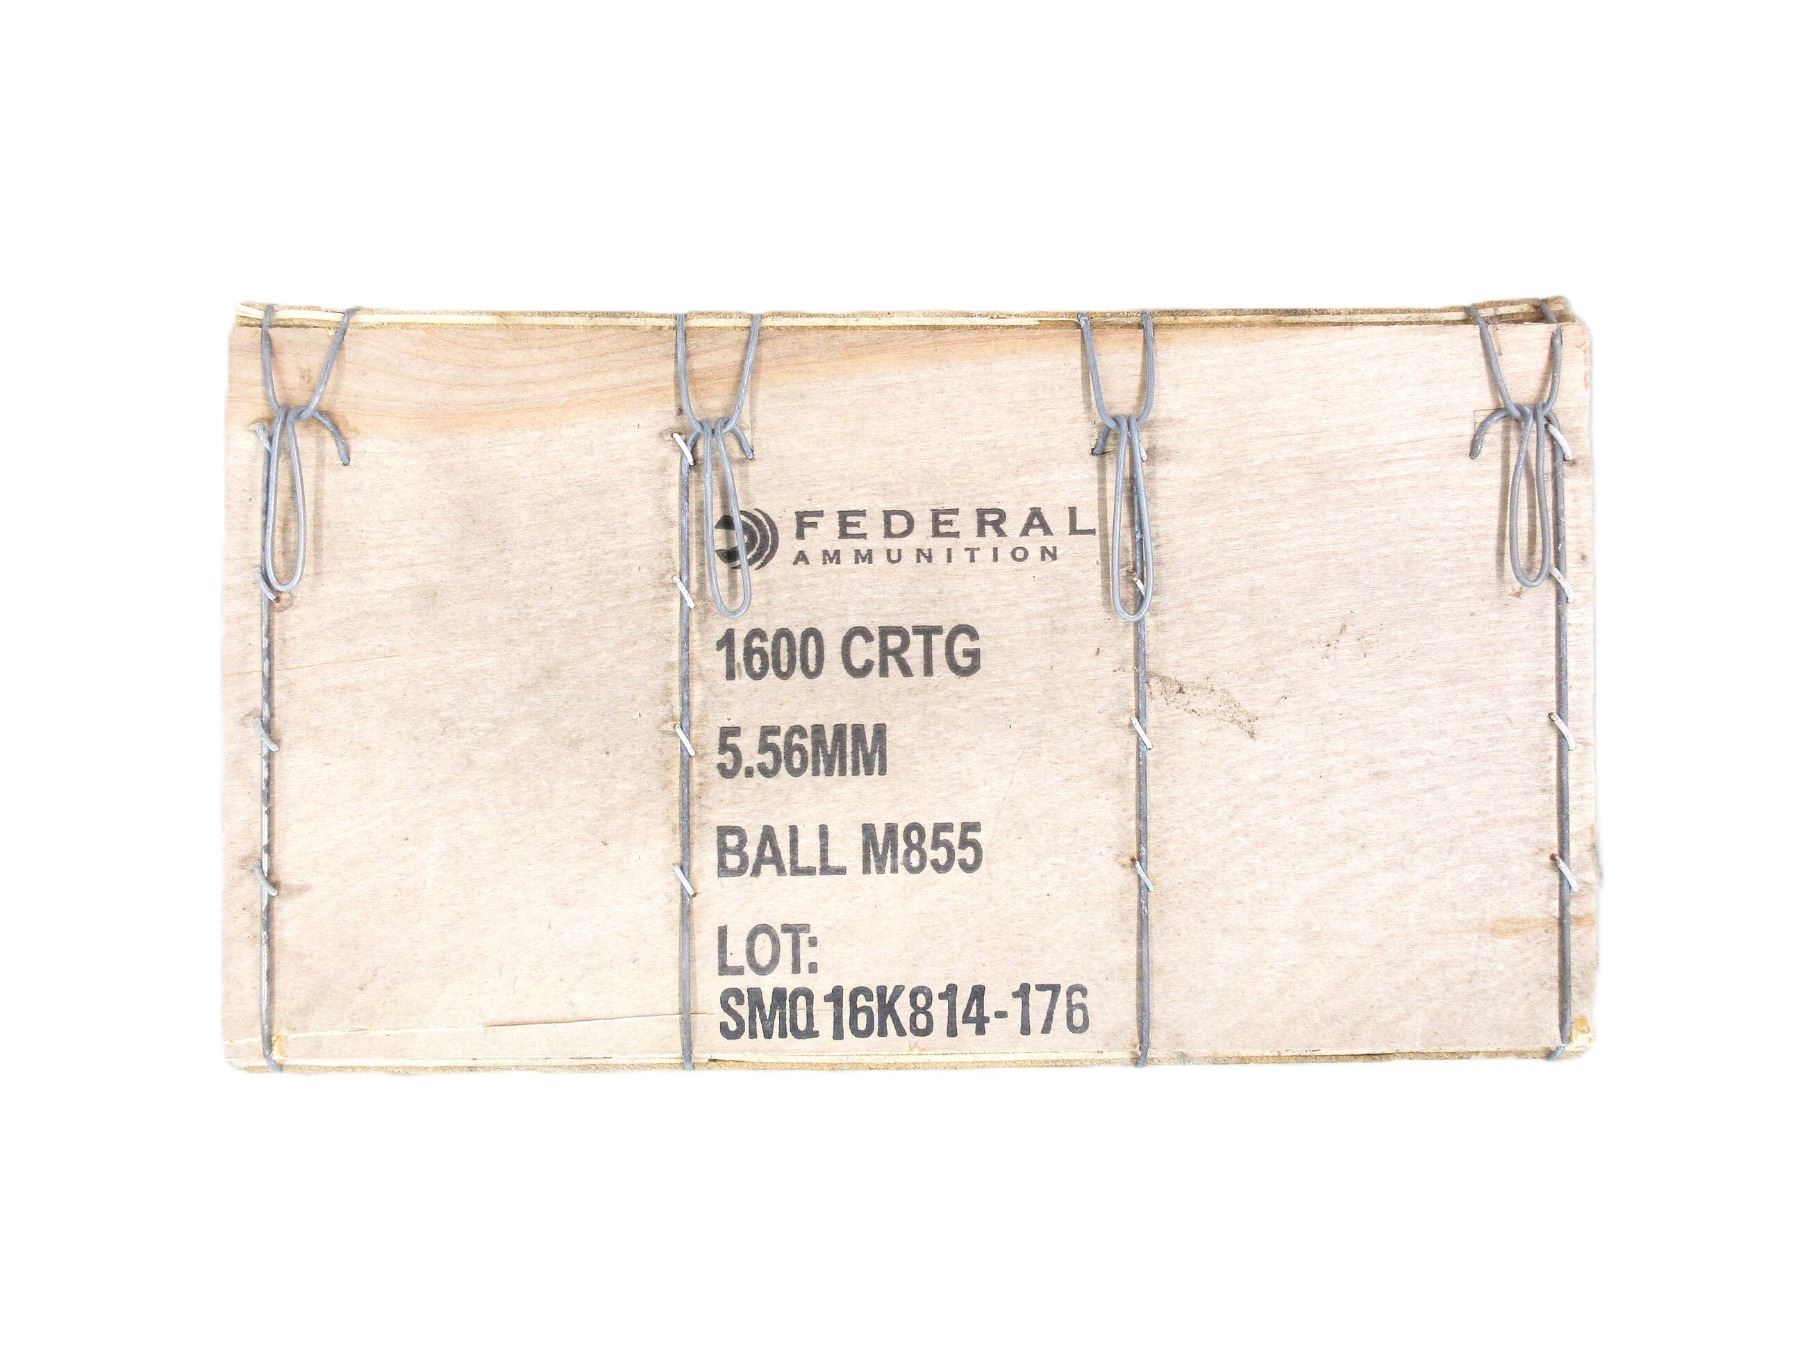 FEDERAL
AMMUNITION
1600 CRTG
5.56MM
BALL M855
LOT:
SMQ16K814-176